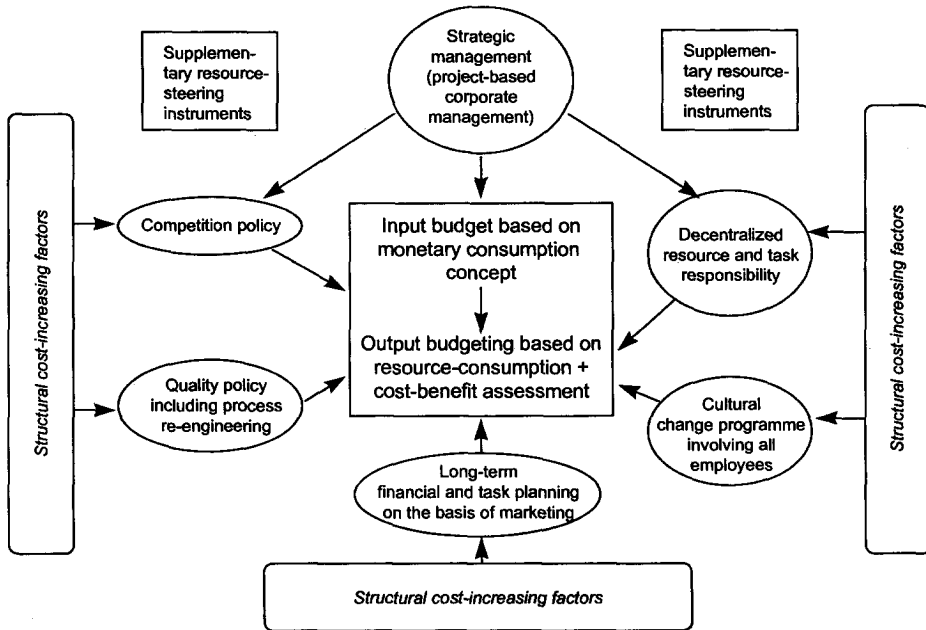 Strategic
management
(project-based
corporate
management)
Supplemen-
tary resource-
steering
instruments
Supplemen-
tary resource-
steering
instruments
Structural cost-increasing factors
Competition policy
Input budget based on
monetary consumption
concept
Decentralized
resource and task
responsibility
Structural cost-increasing factors
Output budgeting based on
resource-consumption +
cost-benefit assessment
Quality policy
including process
re-engineering
Cultural
change programme
involving all
employees
Long-term
financial and task planning
on the basis of marketing
Structural cost-increasing factors